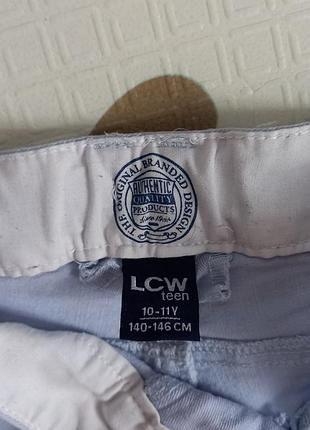 THE ORIGINAL BRANDED DESIGN
AUTHENTIC
QUALITY
PRODUCTS
LCW
teen
10-11Y
140-146 CM